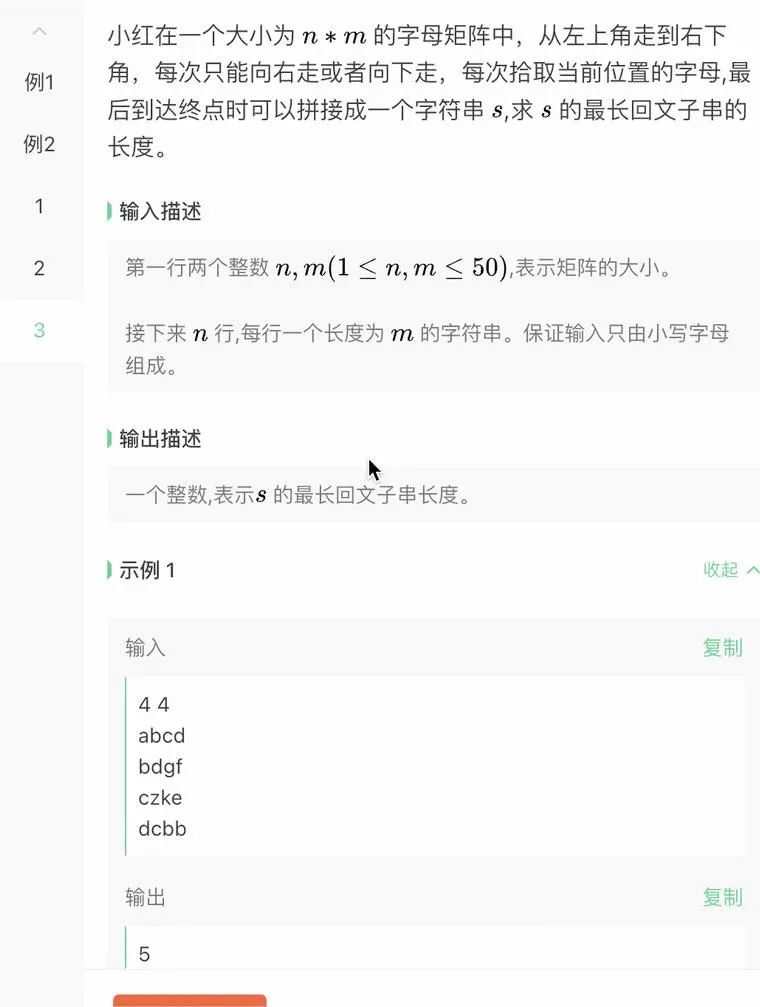 小红在一个大小为 n * m 的字母矩阵中，从左上角走到右下
角，每次只能向右走或者向下走，每次拾取当前位置的字母,最
后到达终点时可以拼接成一个字符串 s,求 s 的最长回文子串的
长度。
例1
例2
1
2
3
输入描述
第一行两个整数 n, m(1 ≤ n, m ≤ 50),表示矩阵的大小。
接下来 n 行,每行一个长度为 m 的字符串。保证输入只由小写字母
组成。
输出描述
一个整数,表示s 的最长回文子串长度。
示例 1
收起
输入
复制
4 4
abcd
bdgf
czke
dcbb
输出
复制
5